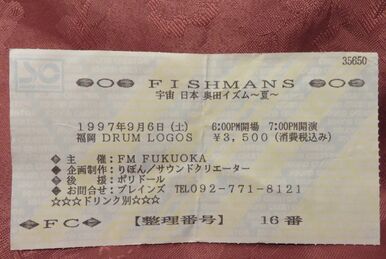 35650
FISHMANS
宇宙 日本 奥田イズム～夏～
1997年9月6日(土) 6:00PM開場 7:00PM開演
福岡 DRUM LOGOS ¥3,500(消費税込み)
◆主 催:FM FUKUOKA
◆企画制作:りぼん/サウンドクリエーター
◆後 援:ポリドール
◆お問合せ:ブレインズ TEL092-771-8121
☆☆☆ドリンク別☆☆☆
◆FC◆ 【整理番号】 16番